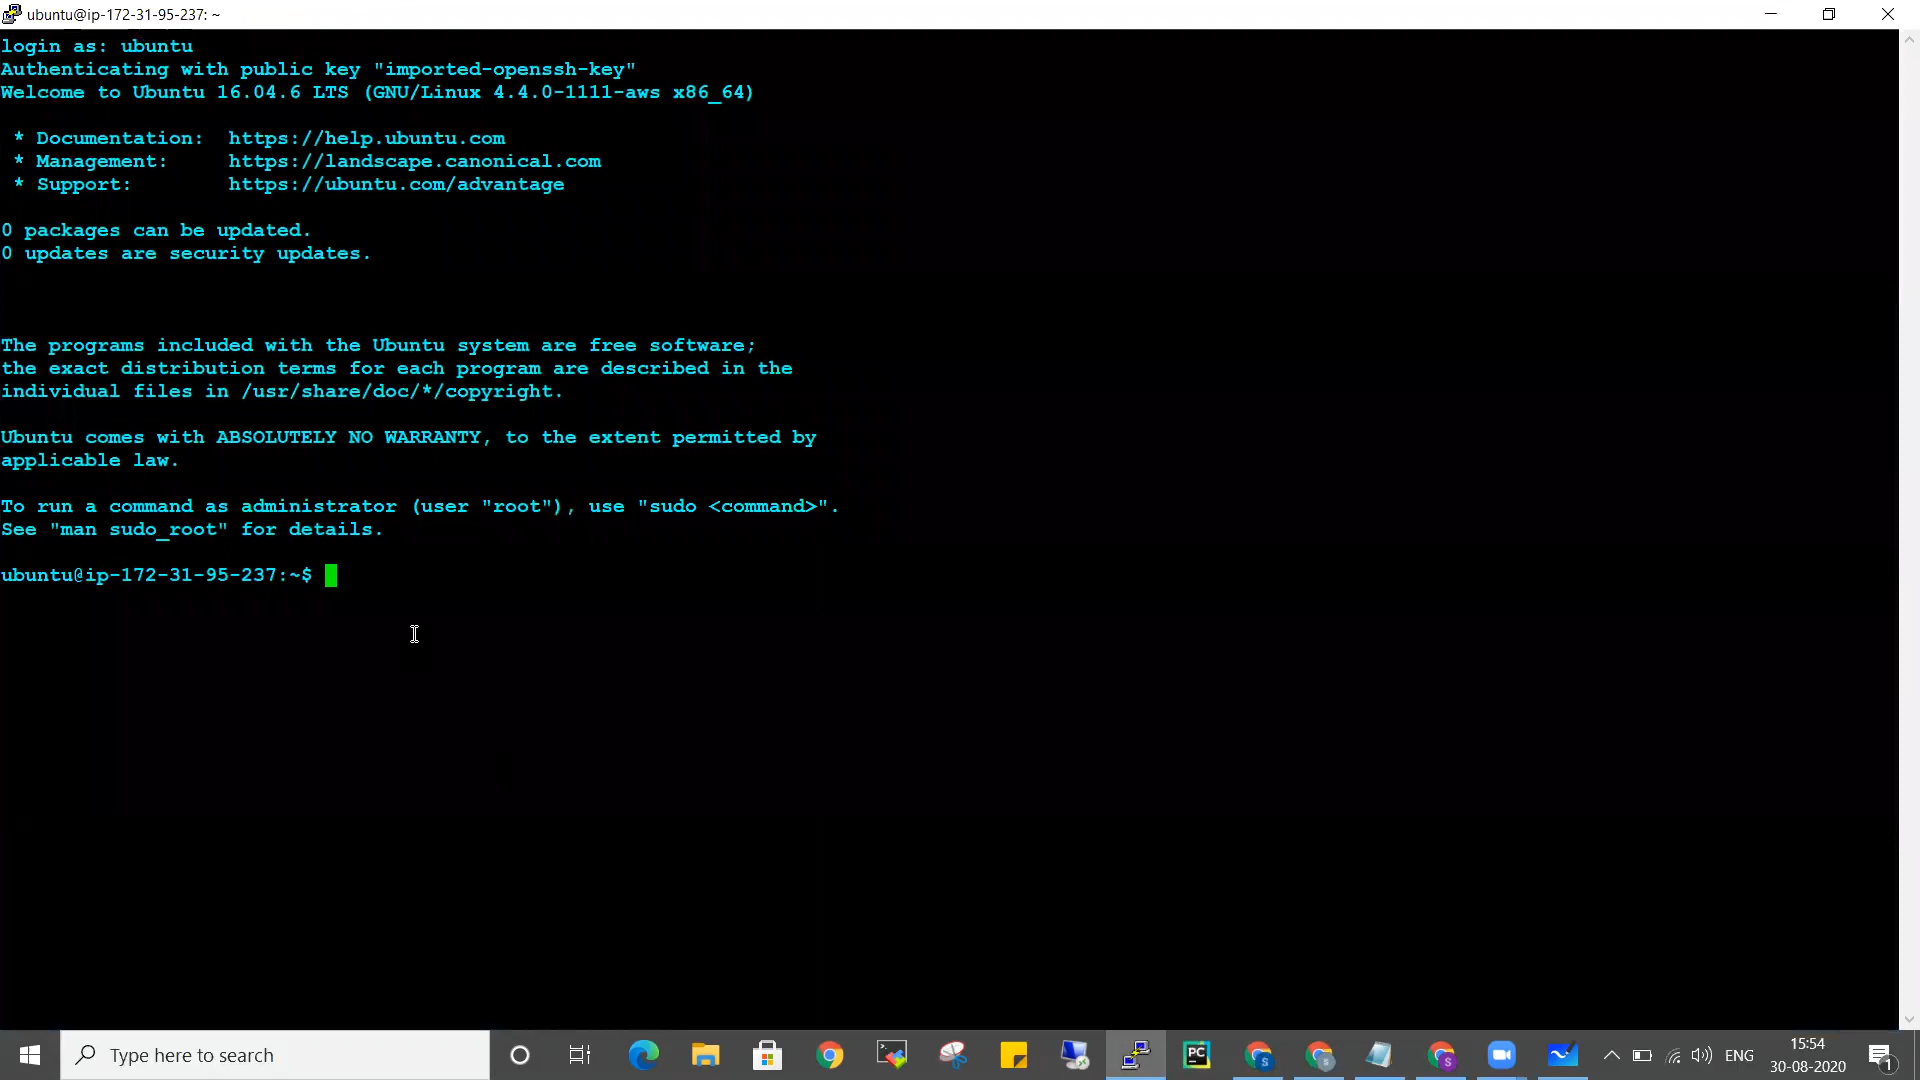 ubuntu@ip-172-31-95-237: ~
login as: ubuntu
Authenticating with public key "imported-openssh-key"
Welcome to Ubuntu 16.04.6 LTS (GNU/Linux 4.4.0-1111-aws x86_64)
* Documentation: https://help.ubuntu.com
* Management: https://landscape.canonical.com
* Support: https://ubuntu.com/advantage
0 packages can be updated.
0 updates are security updates.
The programs included with the Ubuntu system are free software;
the exact distribution terms for each program are described in the
individual files in /usr/share/doc/*/copyright.
Ubuntu comes with ABSOLUTELY NO WARRANTY, to the extent permitted by
applicable law.
To run a command as administrator (user "root"), use "sudo <command>".
See "man sudo_root" for details.
ubuntu@ip-172-31-95-237:~$
Type here to search
PC
S
S
S
ENG
15:54
30-08-2020
1